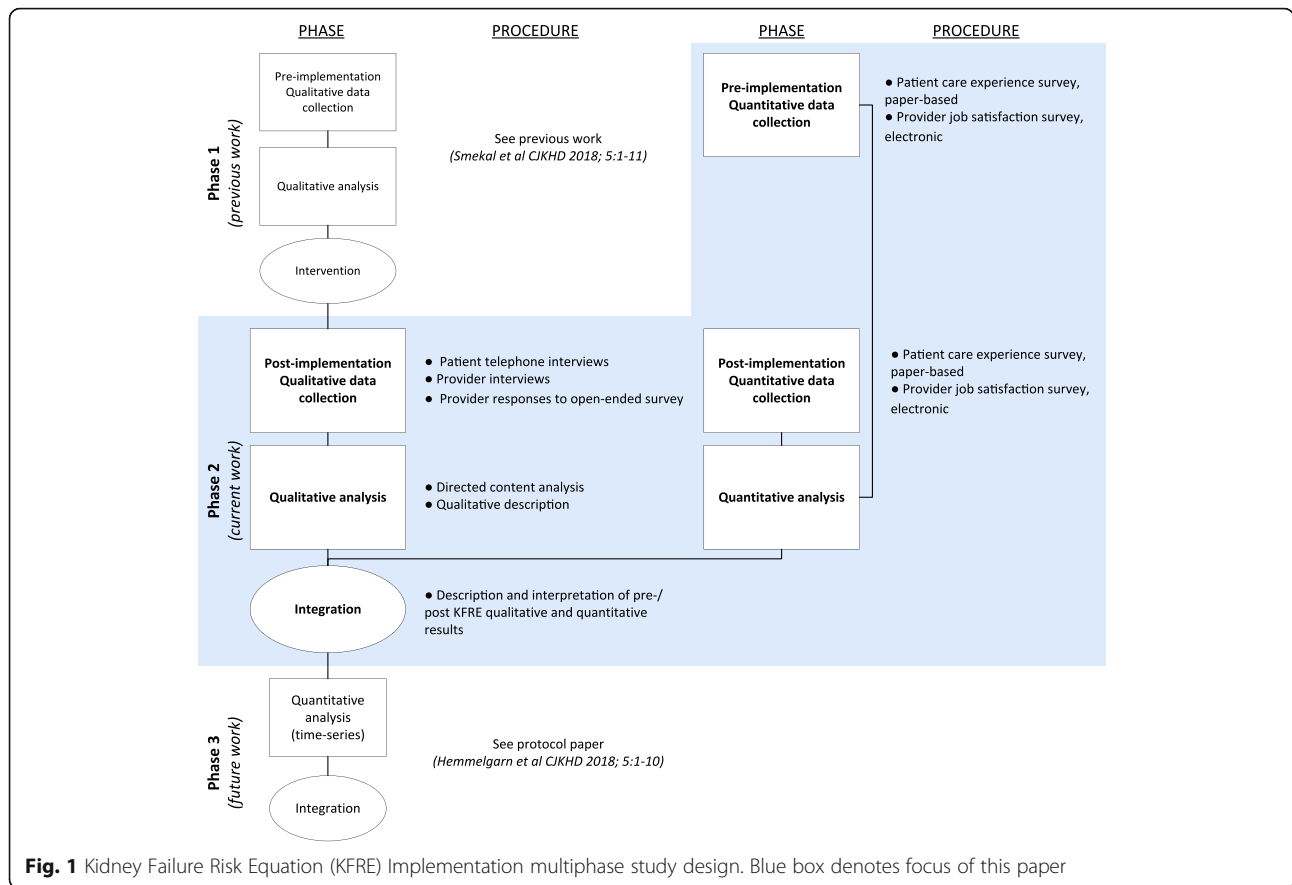 PHASE
PROCEDURE
PHASE
PROCEDURE
Phase 1
(previous work)
Pre-implementation
Qualitative data
collection
Qualitative analysis
Intervention
See previous work
(Smekal et al CJKHD 2018; 5:1-11)
Pre-implementation
Quantitative data
collection
● Patient care experience survey,
paper-based
● Provider job satisfaction survey,
electronic
Phase 2
(current work)
Post-implementation
Qualitative data
collection
● Patient telephone interviews
● Provider interviews
● Provider responses to open-ended survey
Post-implementation
Quantitative data
collection
● Patient care experience survey,
paper-based
● Provider job satisfaction survey,
electronic
Qualitative analysis
● Directed content analysis
● Qualitative description
Quantitative analysis
Integration
● Description and interpretation of pre-/
post KFRE qualitative and quantitative
results
Phase 3
(future work)
Quantitative
analysis
(time-series)
See protocol paper
(Hemmelgarn et al CJKHD 2018; 5:1-10)
Integration
Fig. 1 Kidney Failure Risk Equation (KFRE) Implementation multiphase study design. Blue box denotes focus of this paper